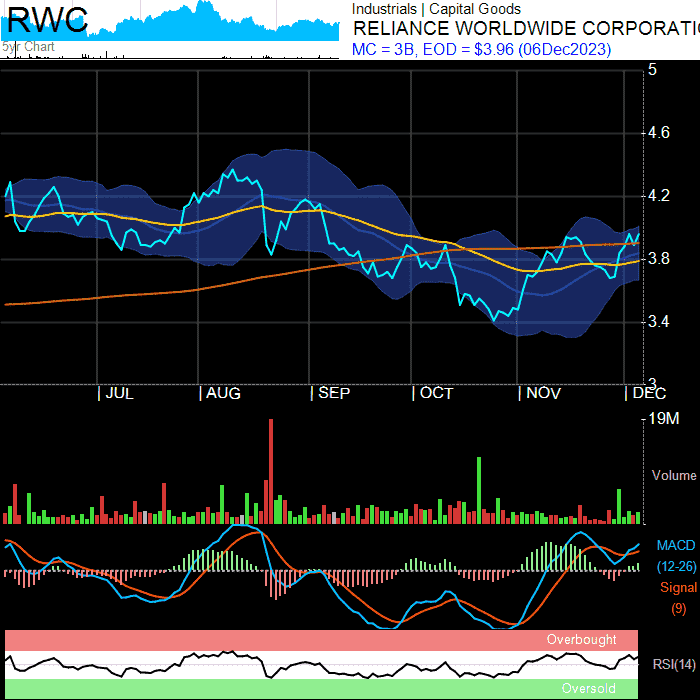 RWC
5yr Chart
Industrials | Capital Goods
RELIANCE WORLDWIDE CORPORATI
MC = 3B, EOD = $3.96 (06Dec2023)
5
4.6
4.2
3.8
3.4
3
JUL AUG SEP OCT NOV DEC
19M
Volume
MACD
(12-26)
Signal
(9)
Overbought
RSI(14)
Oversold